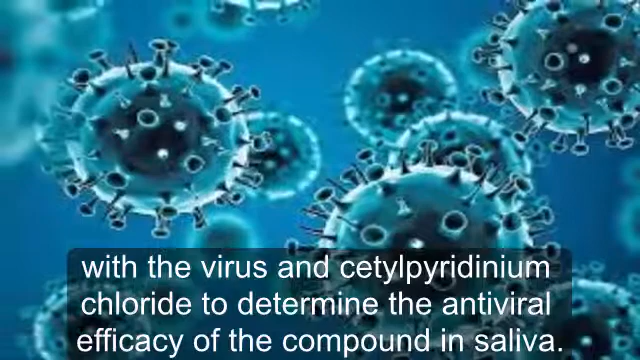 with the virus and cetylpyridinium
chloride to determine the antiviral
efficacy of the compound in saliva.